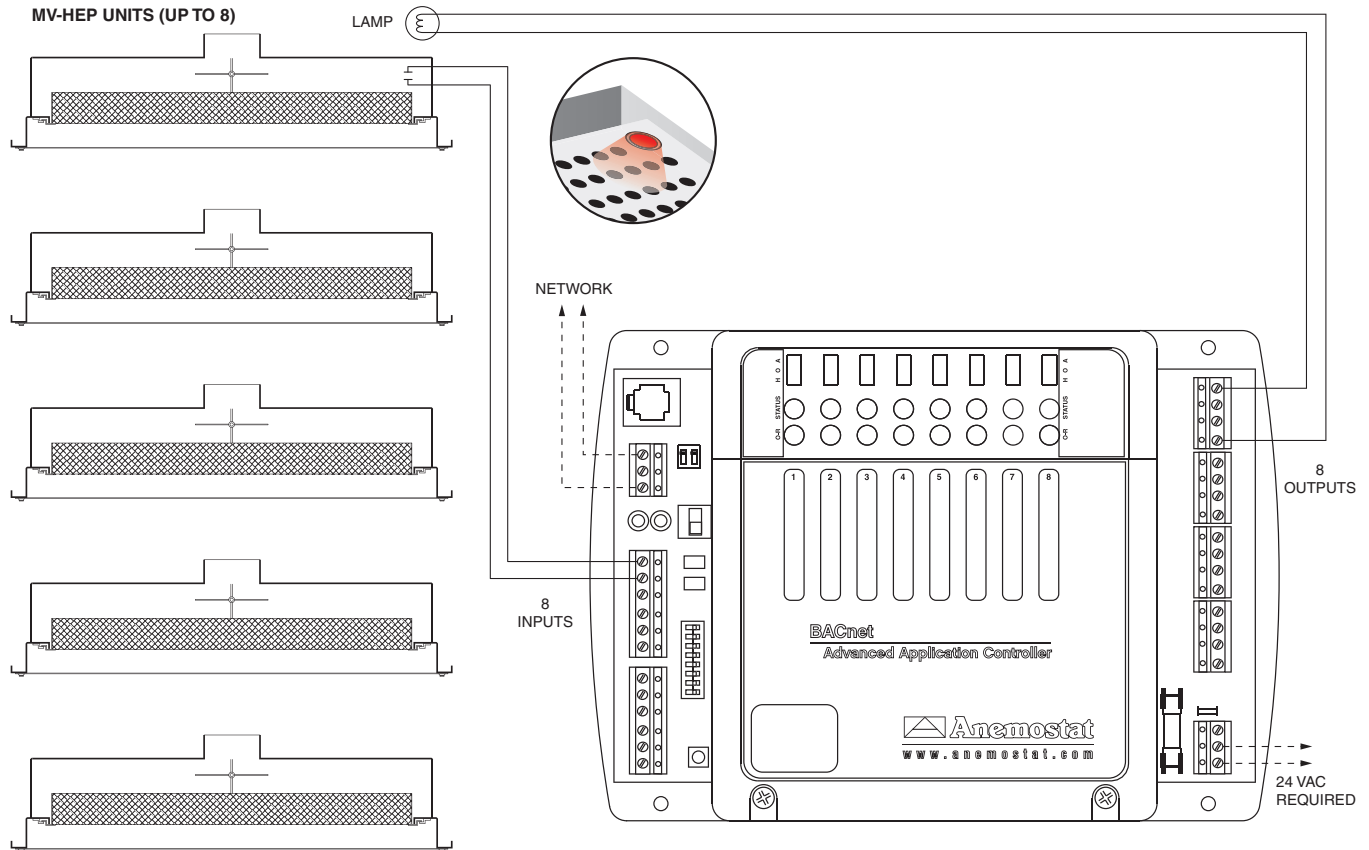 MV-HEP UNITS (UP TO 8)
LAMP
NETWORK
H O A
H O A
STATUS
STATUS
O-R
O-R
1 2 3 4 5 6 7 8
8
INPUTS
8
OUTPUTS
BACnet
Advanced Application Controller
Anemostat
www.anemostat.com
24 VAC
REQUIRED